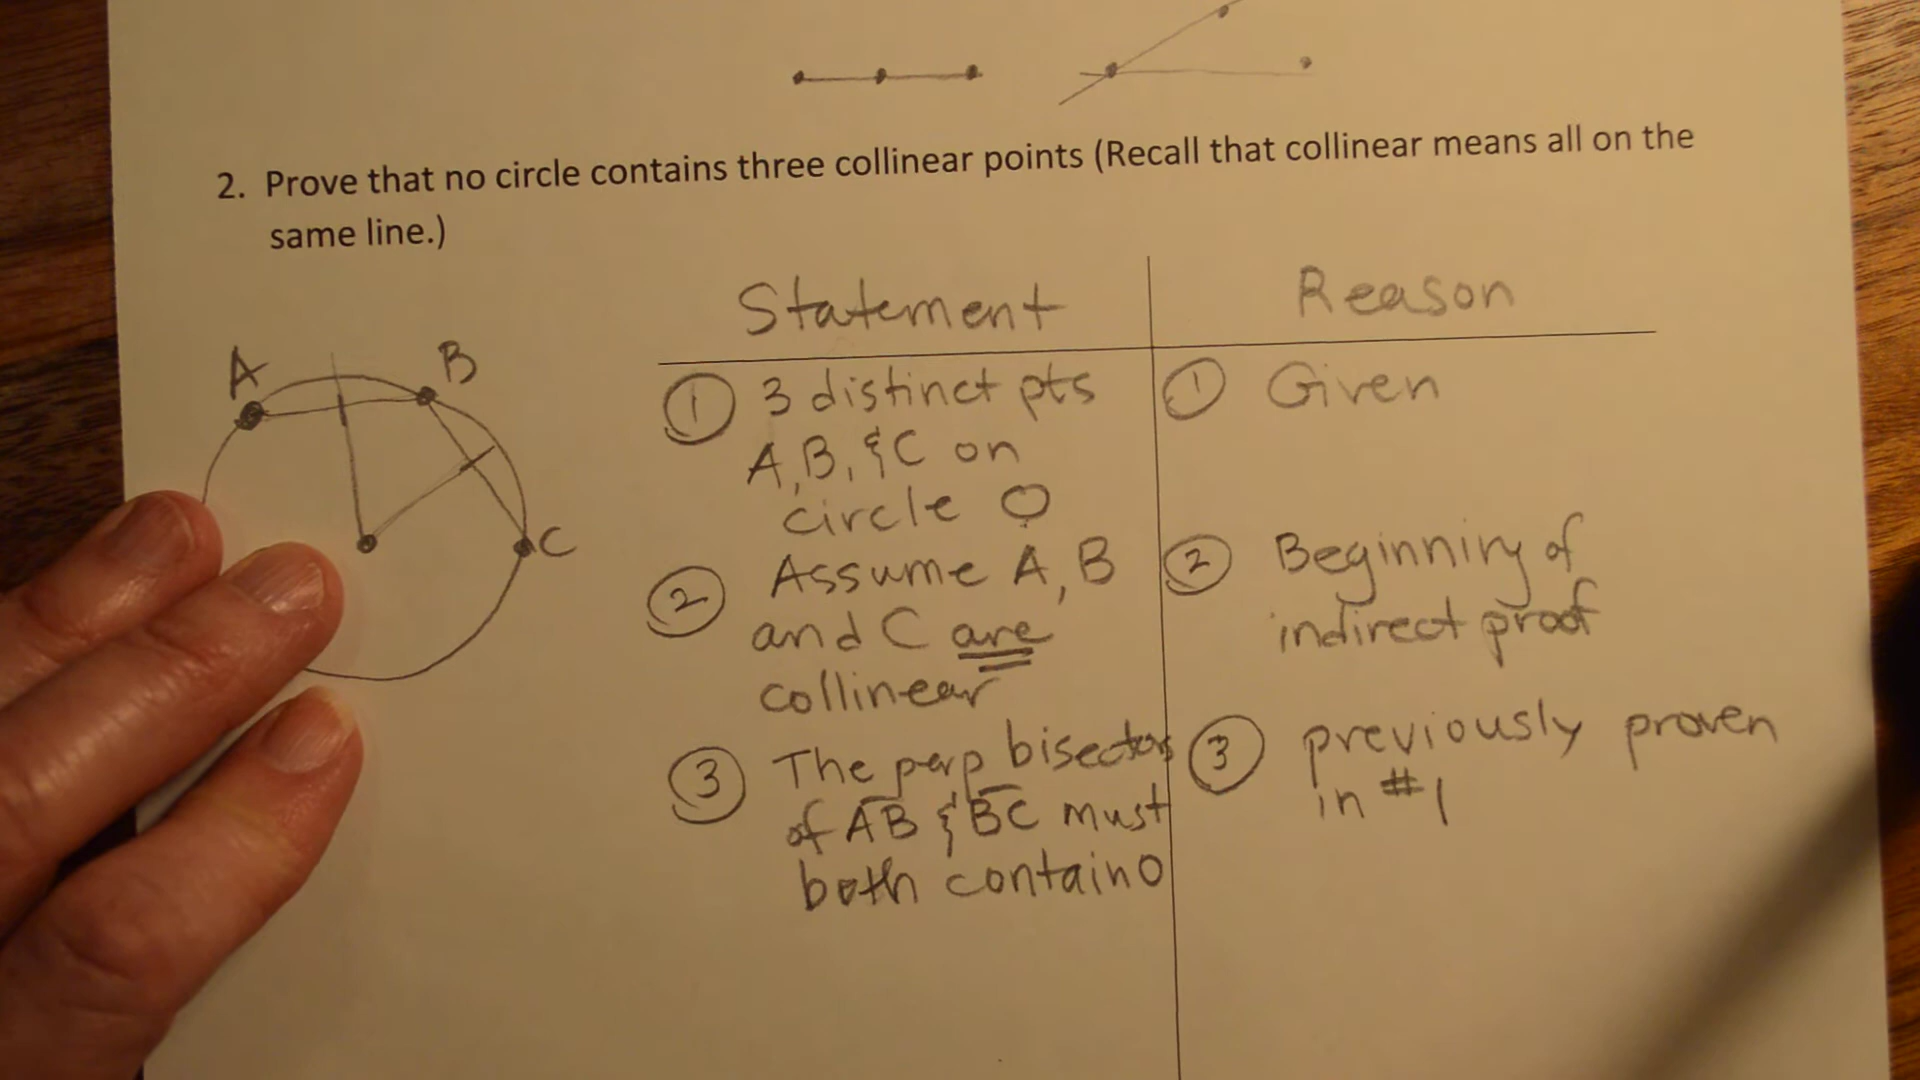 2. Prove that no circle contains three collinear points (Recall that collinear means all on the
same line.)
Statement
Reason
A
B
C
① 3 distinct pts
A, B, & C on
circle O
① Given
② Assume A, B
and C are
collinear
② Beginning of
indirect proof
③ The perp bisectors
of AB & BC must
both contain O
③ previously proven
in #1